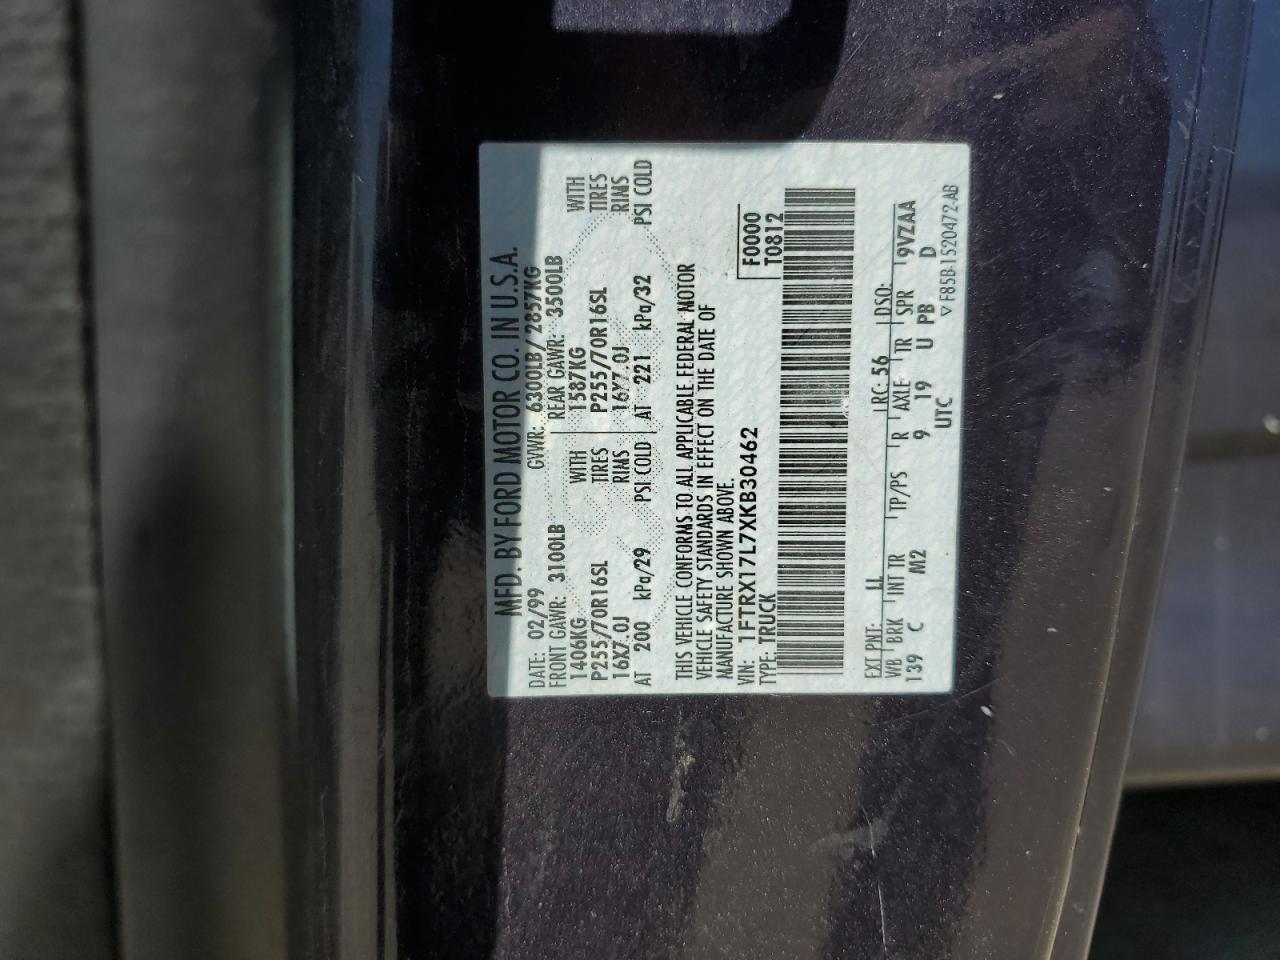 MFD. BY FORD MOTOR CO. IN U.S.A.
DATE: 02/99 GVWR: 6300LB / 2857KG
FRONT GAWR: 3100LB REAR GAWR: 3500LB
1406KG WITH 1587KG WITH
P255/70R16SL TIRES P255/70R16SL TIRES
16X7.0J RIMS 16X7.0J RIMS
AT 200 kPa/29 PSI COLD AT 221 kPa/32 PSI COLD
THIS VEHICLE CONFORMS TO ALL APPLICABLE FEDERAL MOTOR
VEHICLE SAFETY STANDARDS IN EFFECT ON THE DATE OF
MANUFACTURE SHOWN ABOVE.
VIN: 1FTRX17L7XKB30462 F0000
TYPE: TRUCK T0812
EXT PNT: LL RC: 56 DSO:
WB BRK INT TR TP/PS R AXLE TR SPR 9VZAA
139 C M2 9 19 U PB D
UTC ▽ F85B-1520472-AB